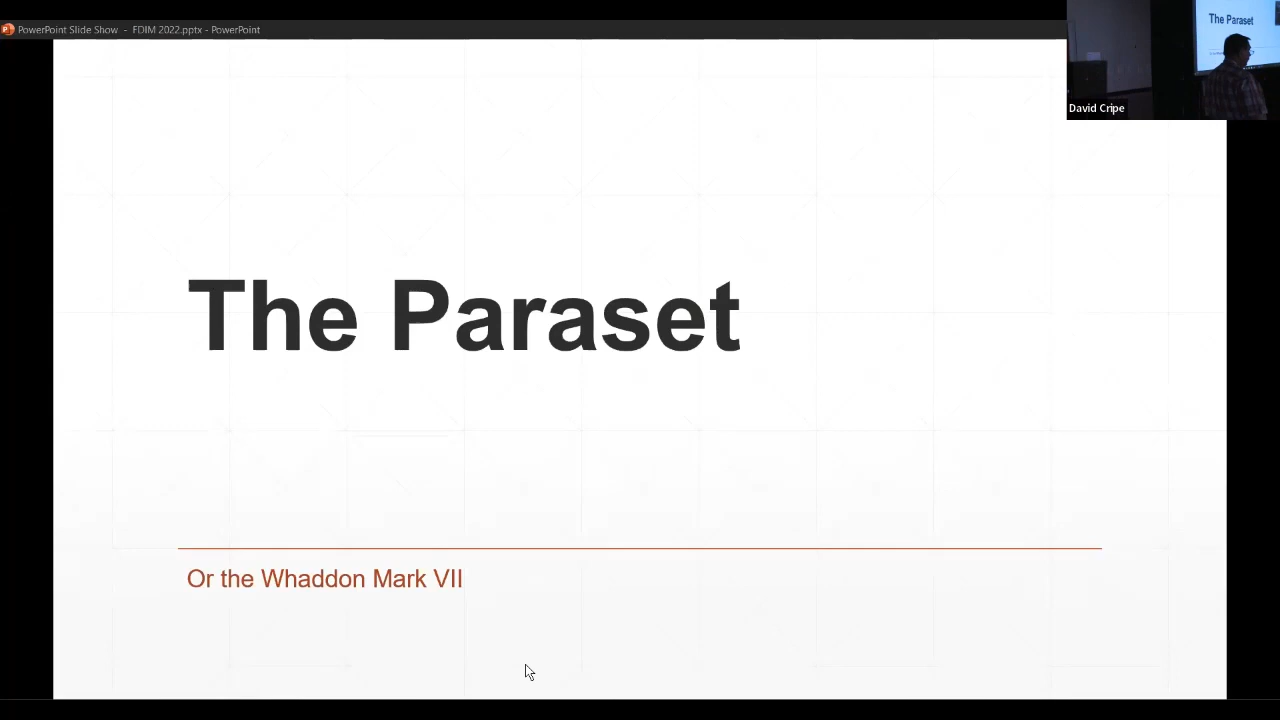 PowerPoint Slide Show - FDIM 2022.pptx - PowerPoint
The Paraset
David Cripe
The Paraset
Or the Whaddon Mark VII